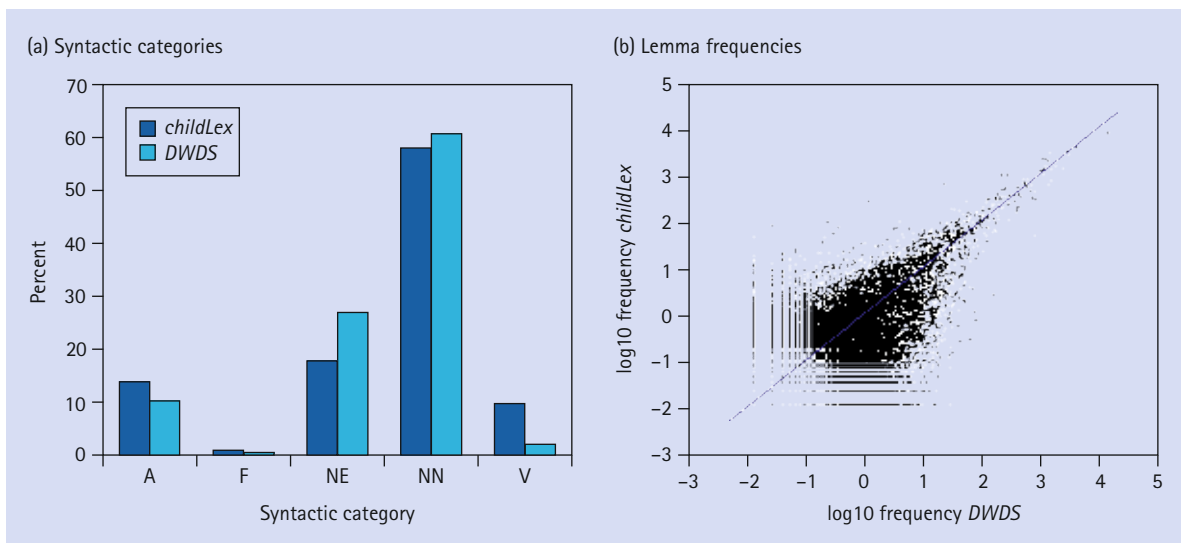 (a) Syntactic categories
70
60
50
40
30
20
10
0
Percent
childLex
DWDS
A F NE NN V
Syntactic category
(b) Lemma frequencies
5
4
3
2
1
0
−1
−2
−3
log10 frequency childLex
−3 −2 −1 0 1 2 3 4 5
log10 frequency DWDS